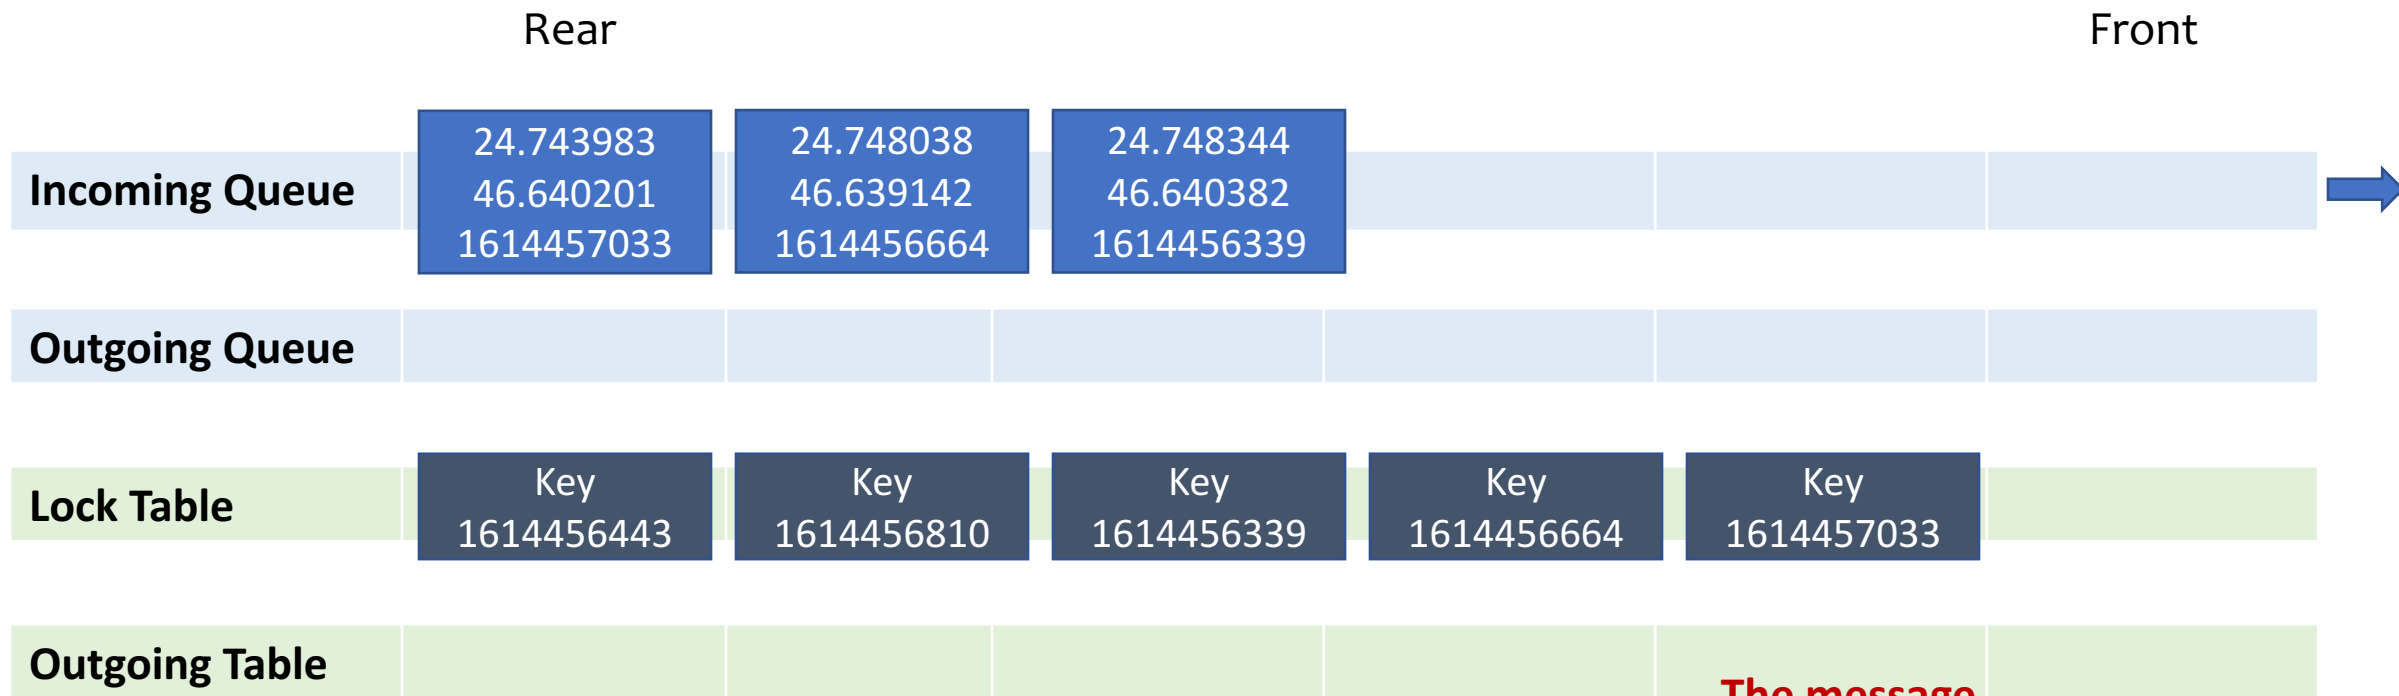 Rear
Front
Incoming Queue
24.743983
46.640201
1614457033
24.748038
46.639142
1614456664
24.748344
46.640382
1614456339
Outgoing Queue
Lock Table
Key
1614456443
Key
1614456810
Key
1614456339
Key
1614456664
Key
1614457033
Outgoing Table
The message